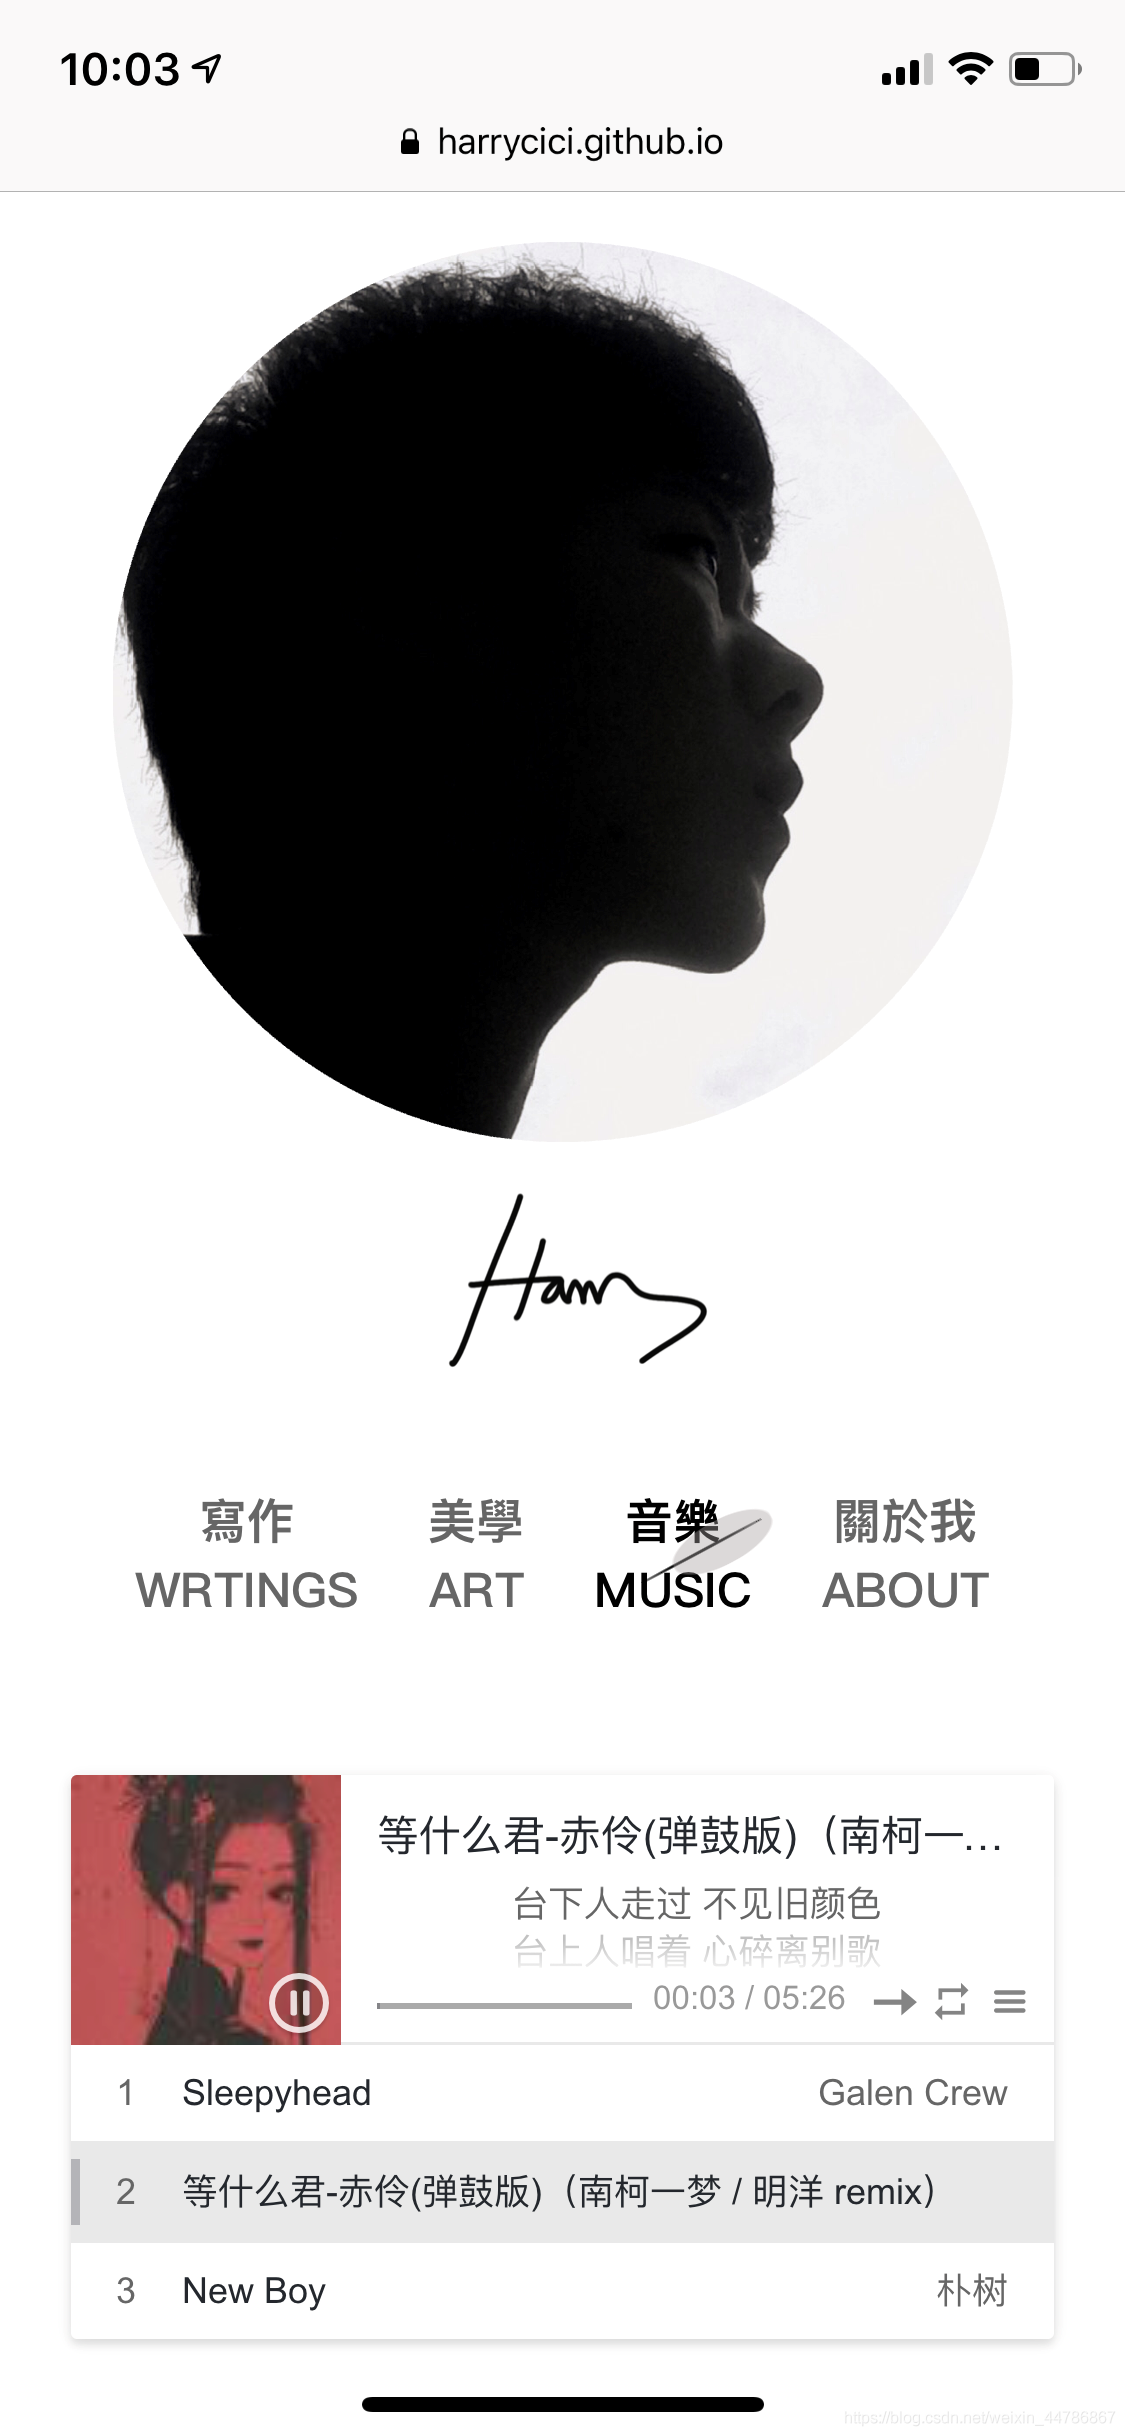 10:03
harrycici.github.io
Harry
寫作 美學 音樂 關於我
WRTINGS ART MUSIC ABOUT
等什么君-赤伶(弹鼓版)（南柯一...
台下人走过 不见旧颜色
台上人唱着 心碎离别歌
00:03 / 05:26
1 Sleepyhead Galen Crew
2 等什么君-赤伶(弹鼓版)（南柯一梦 / 明洋 remix）
3 New Boy 朴树
https://blog.csdn.net/weixin_44786867